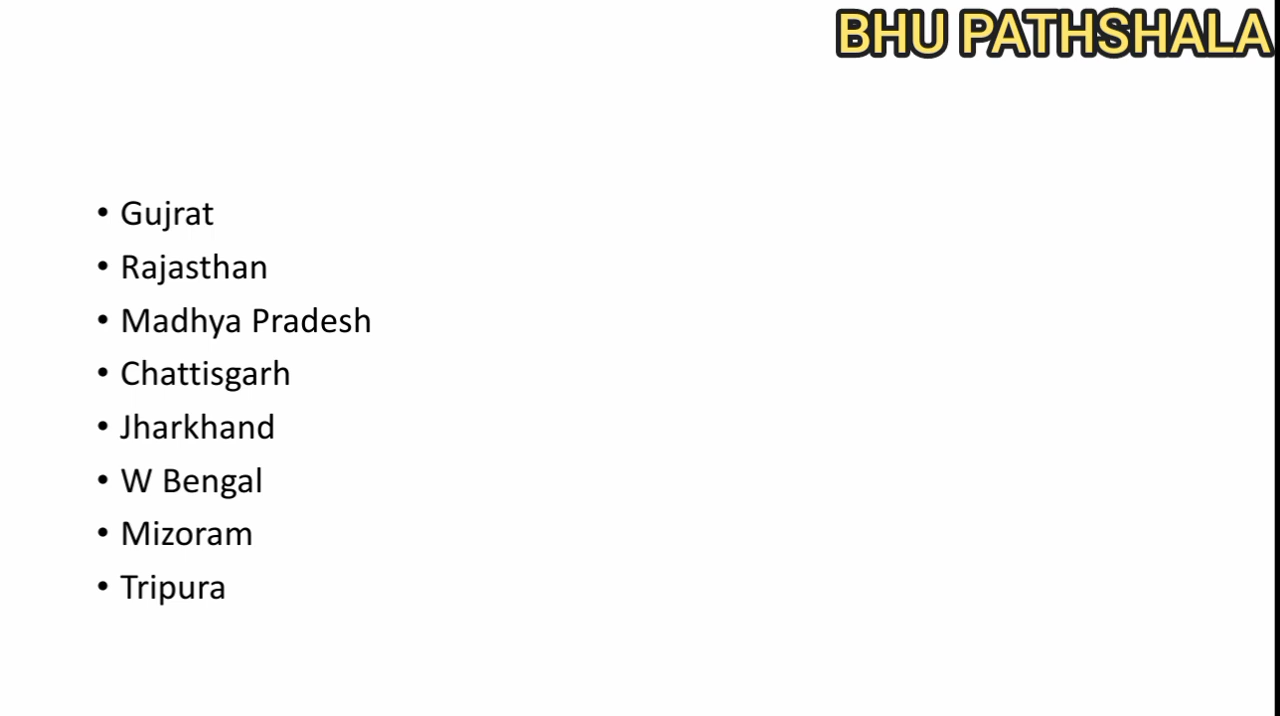 BHU PATHSHALA
• Gujrat
• Rajasthan
• Madhya Pradesh
• Chattisgarh
• Jharkhand
• W Bengal
• Mizoram
• Tripura